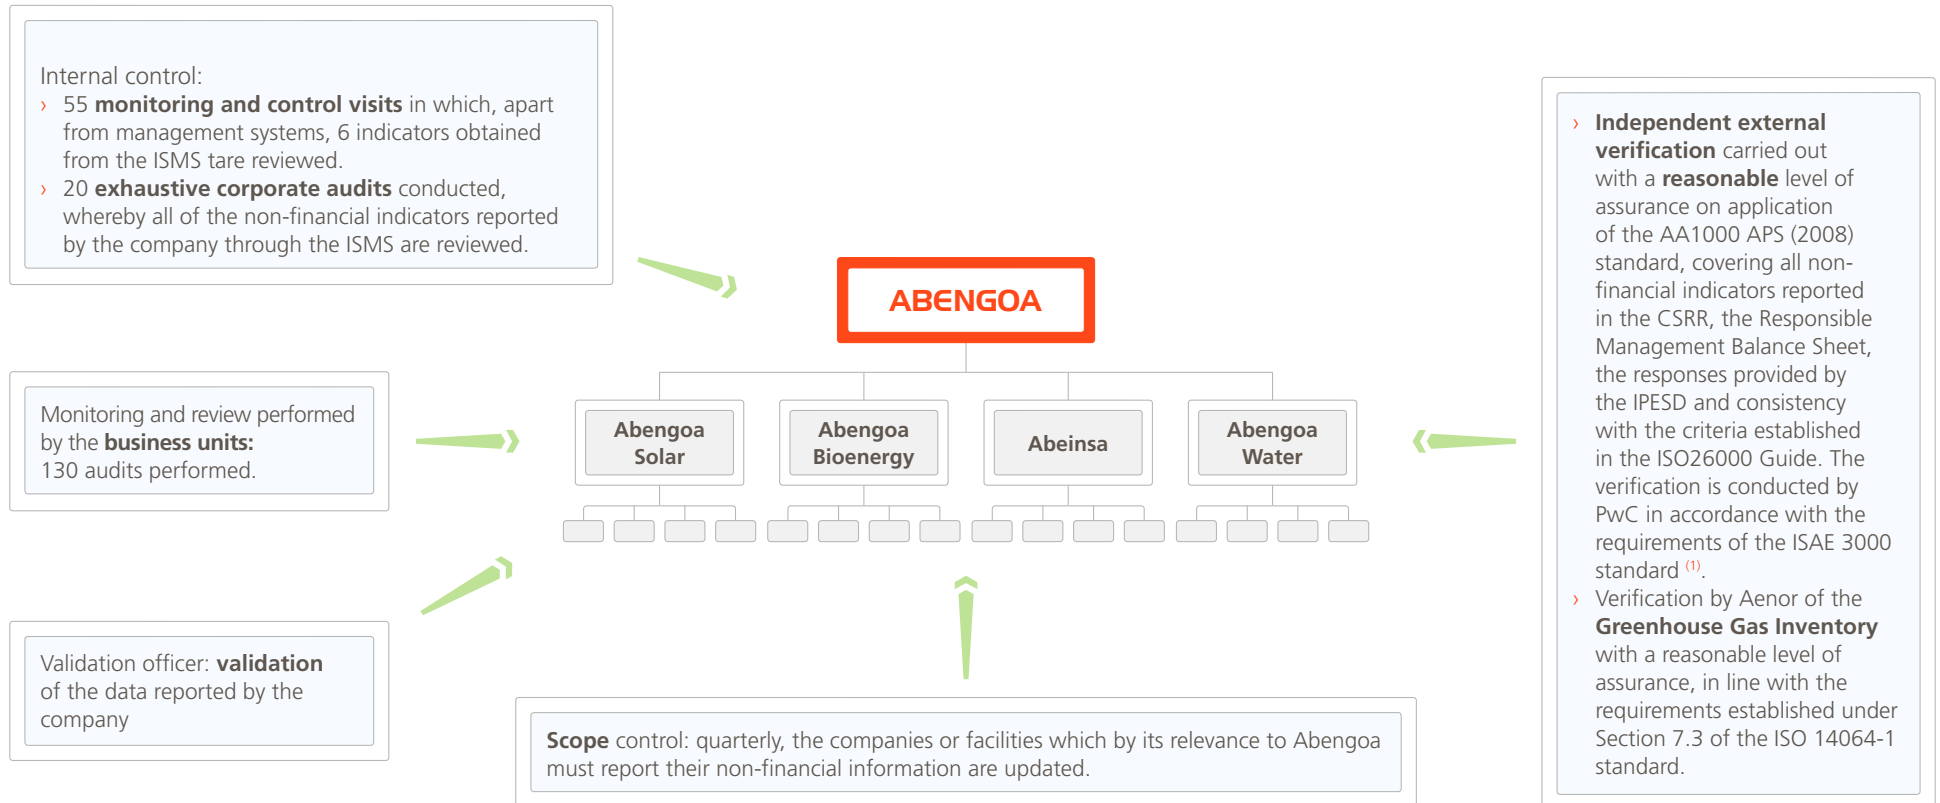 Internal control:
› 55 monitoring and control visits in which, apart
from management systems, 6 indicators obtained
from the ISMS tare reviewed.
› 20 exhaustive corporate audits conducted,
whereby all of the non-financial indicators reported
by the company through the ISMS are reviewed.
Monitoring and review performed
by the business units:
130 audits performed.
Validation officer: validation
of the data reported by the
company
ABENGOA
Abengoa
Solar
Abengoa
Bioenergy
Abeinsa
Abengoa
Water
Scope control: quarterly, the companies or facilities which by its relevance to Abengoa
must report their non-financial information are updated.
› Independent external
verification carried out
with a reasonable level of
assurance on application
of the AA1000 APS (2008)
standard, covering all non-
financial indicators reported
in the CSRR, the Responsible
Management Balance Sheet,
the responses provided by
the IPESD and consistency
with the criteria established
in the ISO26000 Guide. The
verification is conducted by
PwC in accordance with the
requirements of the ISAE 3000
standard (1).
› Verification by Aenor of the
Greenhouse Gas Inventory
with a reasonable level of
assurance, in line with the
requirements established under
Section 7.3 of the ISO 14064-1
standard.